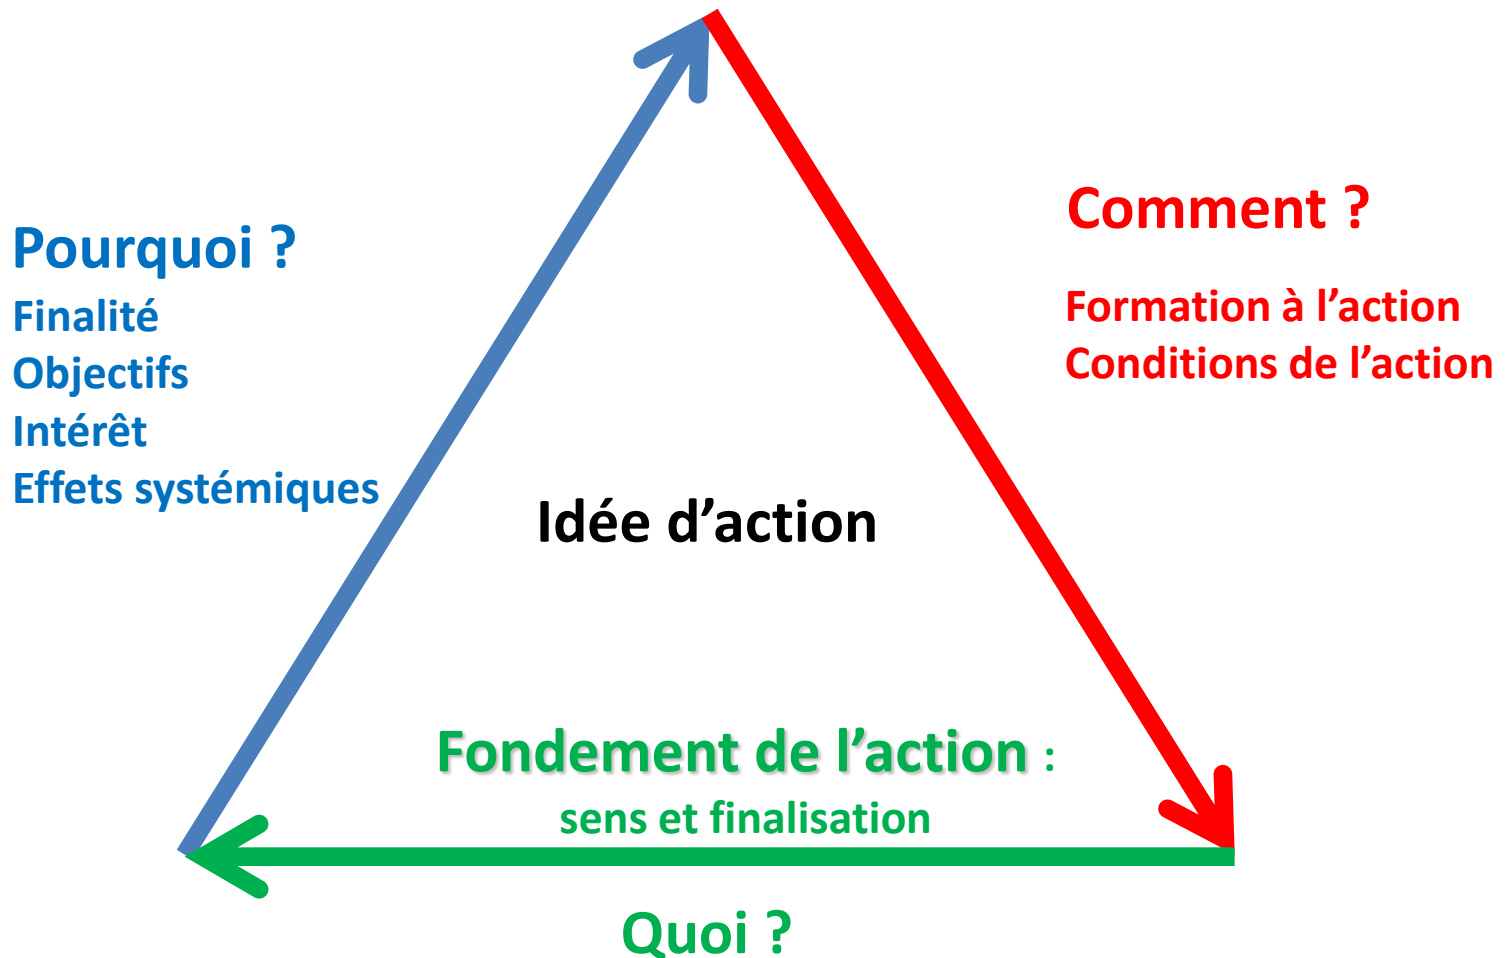 Pourquoi ?
Finalité
Objectifs
Intérêt
Effets systémiques
Comment ?
Formation à l’action
Conditions de l’action
Idée d’action
Fondement de l’action :
sens et finalisation
Quoi ?